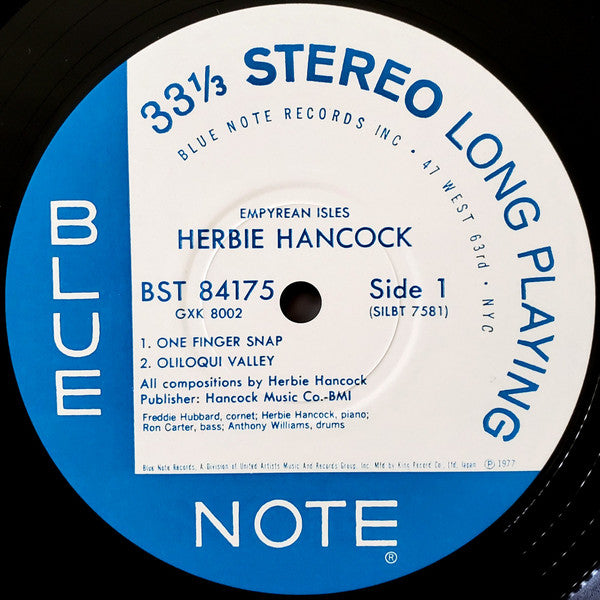 33 1/3 STEREO LONG PLAYING
BLUE NOTE RECORDS INC • 47 WEST 63rd • NYC
EMPYREAN ISLES
HERBIE HANCOCK
BST 84175
GXK 8002
Side 1
(SILBT 7581)
1. ONE FINGER SNAP
2. OLILOQUI VALLEY
All compositions by Herbie Hancock
Publisher: Hancock Music Co.-BMI
Freddie Hubbard, cornet; Herbie Hancock, piano;
Ron Carter, bass; Anthony Williams, drums
Blue Note Records, A Division of United Artists Music And Records Group, Inc. Mfd by King Record Co., Ltd. Japan ℗ 1977
BLUE
NOTE®